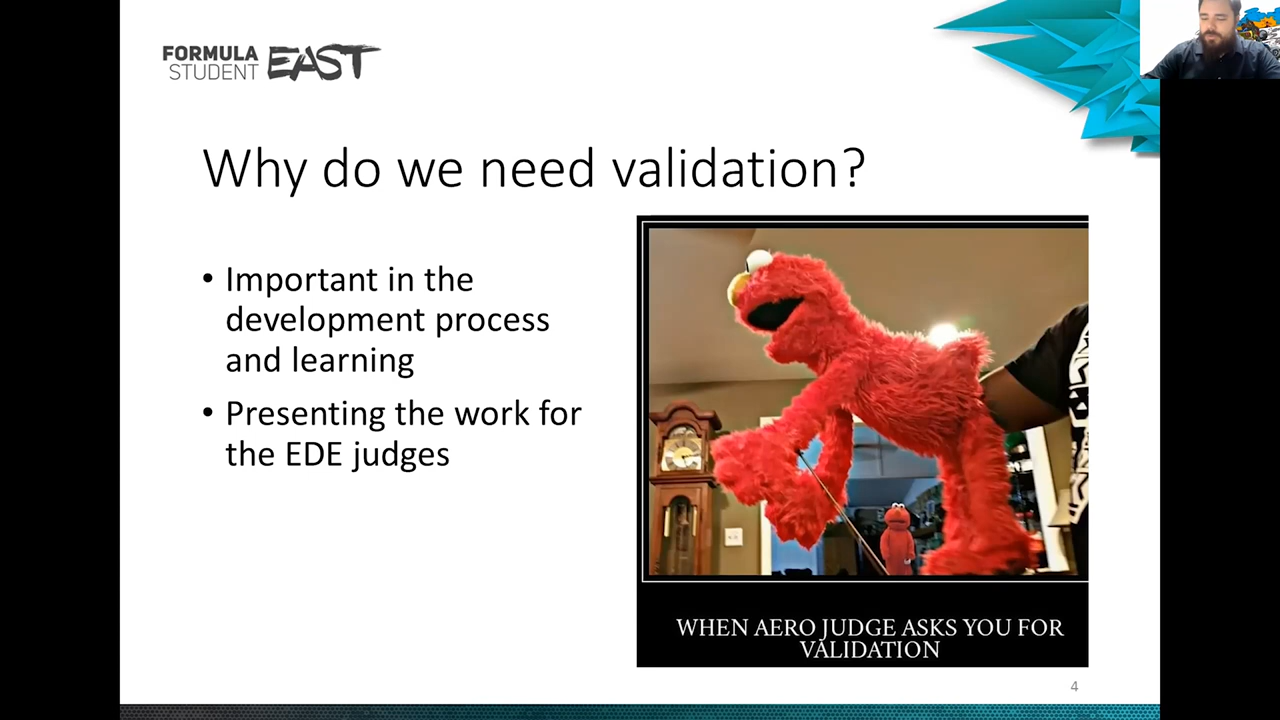 FORMULA
STUDENT EAST
Why do we need validation?
• Important in the
development process
and learning
• Presenting the work for
the EDE judges
WHEN AERO JUDGE ASKS YOU FOR
VALIDATION
4